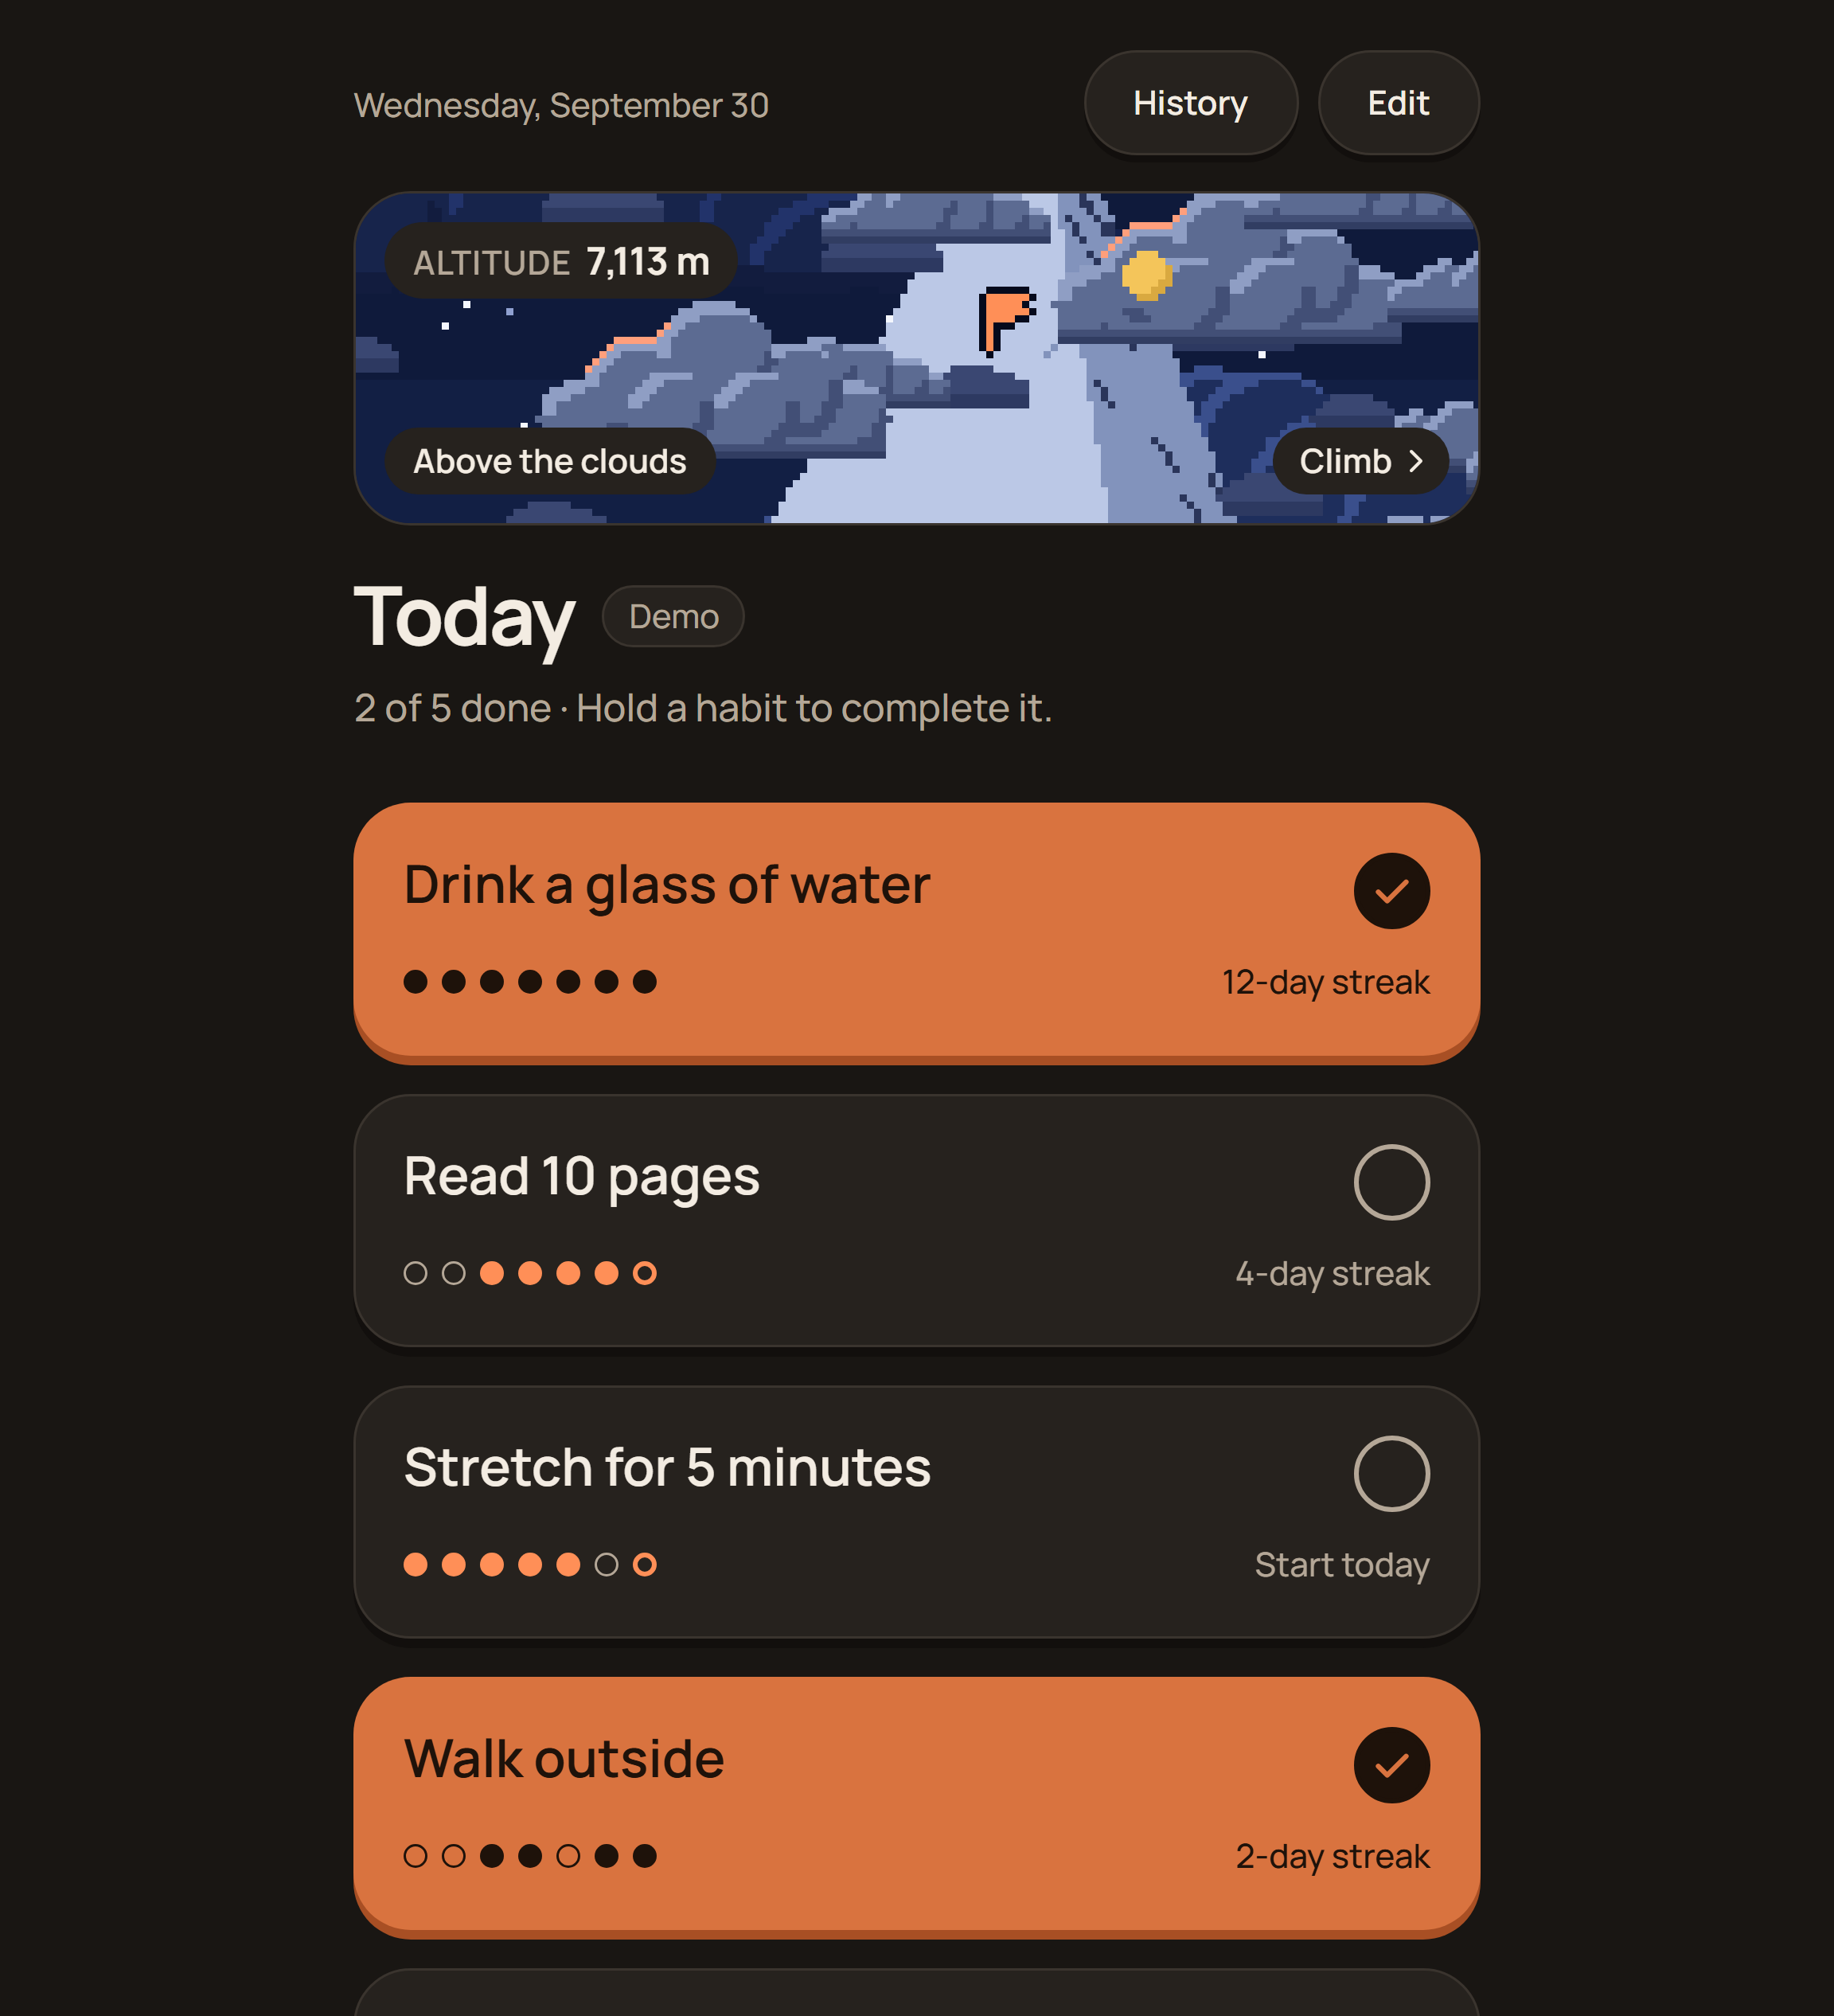 Wednesday, September 30
History
Edit
ALTITUDE 7,113 m
Above the clouds
Climb
Today
Demo
2 of 5 done · Hold a habit to complete it.
Drink a glass of water
12-day streak
Read 10 pages
4-day streak
Stretch for 5 minutes
Start today
Walk outside
2-day streak